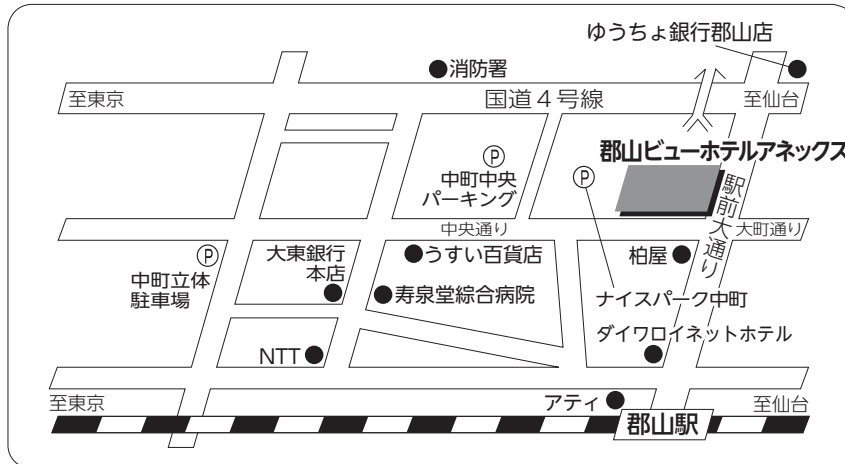 ゆうちょ銀行郡山店
消防署
至東京
国道4号線
至仙台
郡山ビューホテルアネックス
Ⓟ
中町中央
パーキング
Ⓟ
駅前大通り
中央通り
大町通り
Ⓟ
中町立体
駐車場
大東銀行
本店
うすい百貨店
柏屋
寿泉堂綜合病院
ナイスパーク中町
ダイワロイネットホテル
NTT
至東京
アティ
至仙台
郡山駅